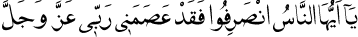 يَآ اَيُّهَا النَّاسُ انْصَرِفُوا فَقَدْ عَصَمَنِى رَبِّى عَزَّ وَجَلَّ